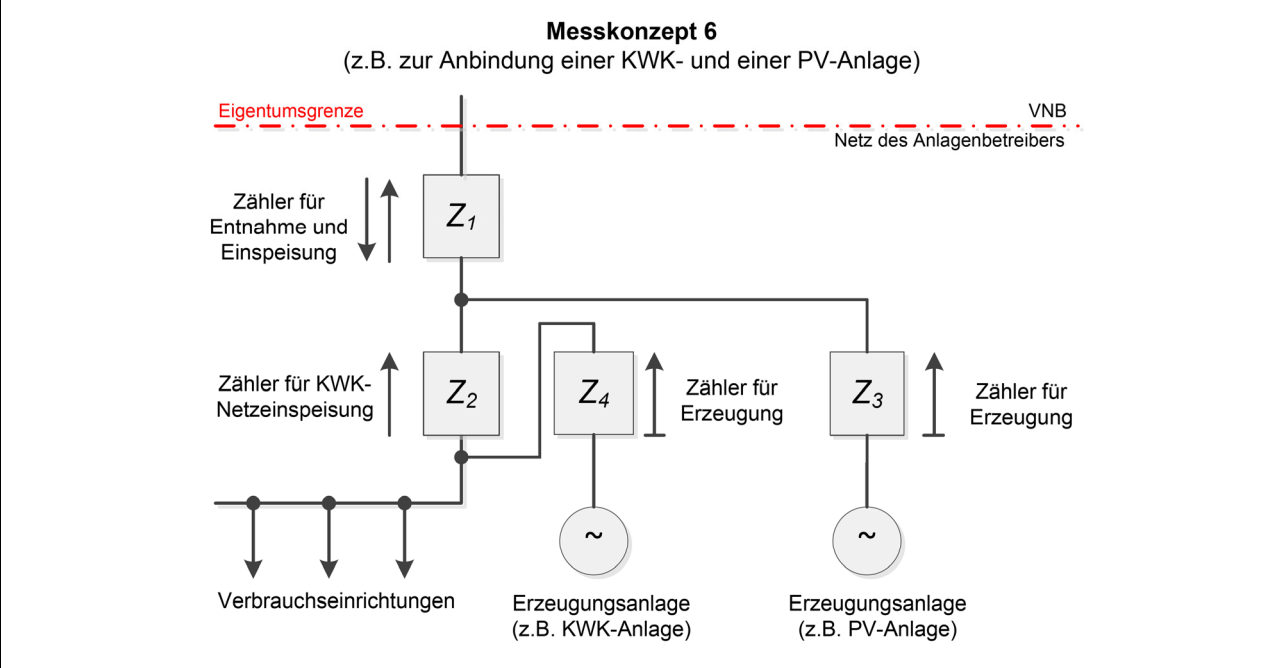 Messkonzept 6
(z.B. zur Anbindung einer KWK- und einer PV-Anlage)
Eigentumsgrenze
VNB
Netz des Anlagenbetreibers
Zähler für
Entnahme und
Einspeisung
Z1
Zähler für KWK-
Netzeinspeisung
Z2
Z4
Zähler für
Erzeugung
Z3
Zähler für
Erzeugung
~
~
Verbrauchseinrichtungen
Erzeugungsanlage
(z.B. KWK-Anlage)
Erzeugungsanlage
(z.B. PV-Anlage)